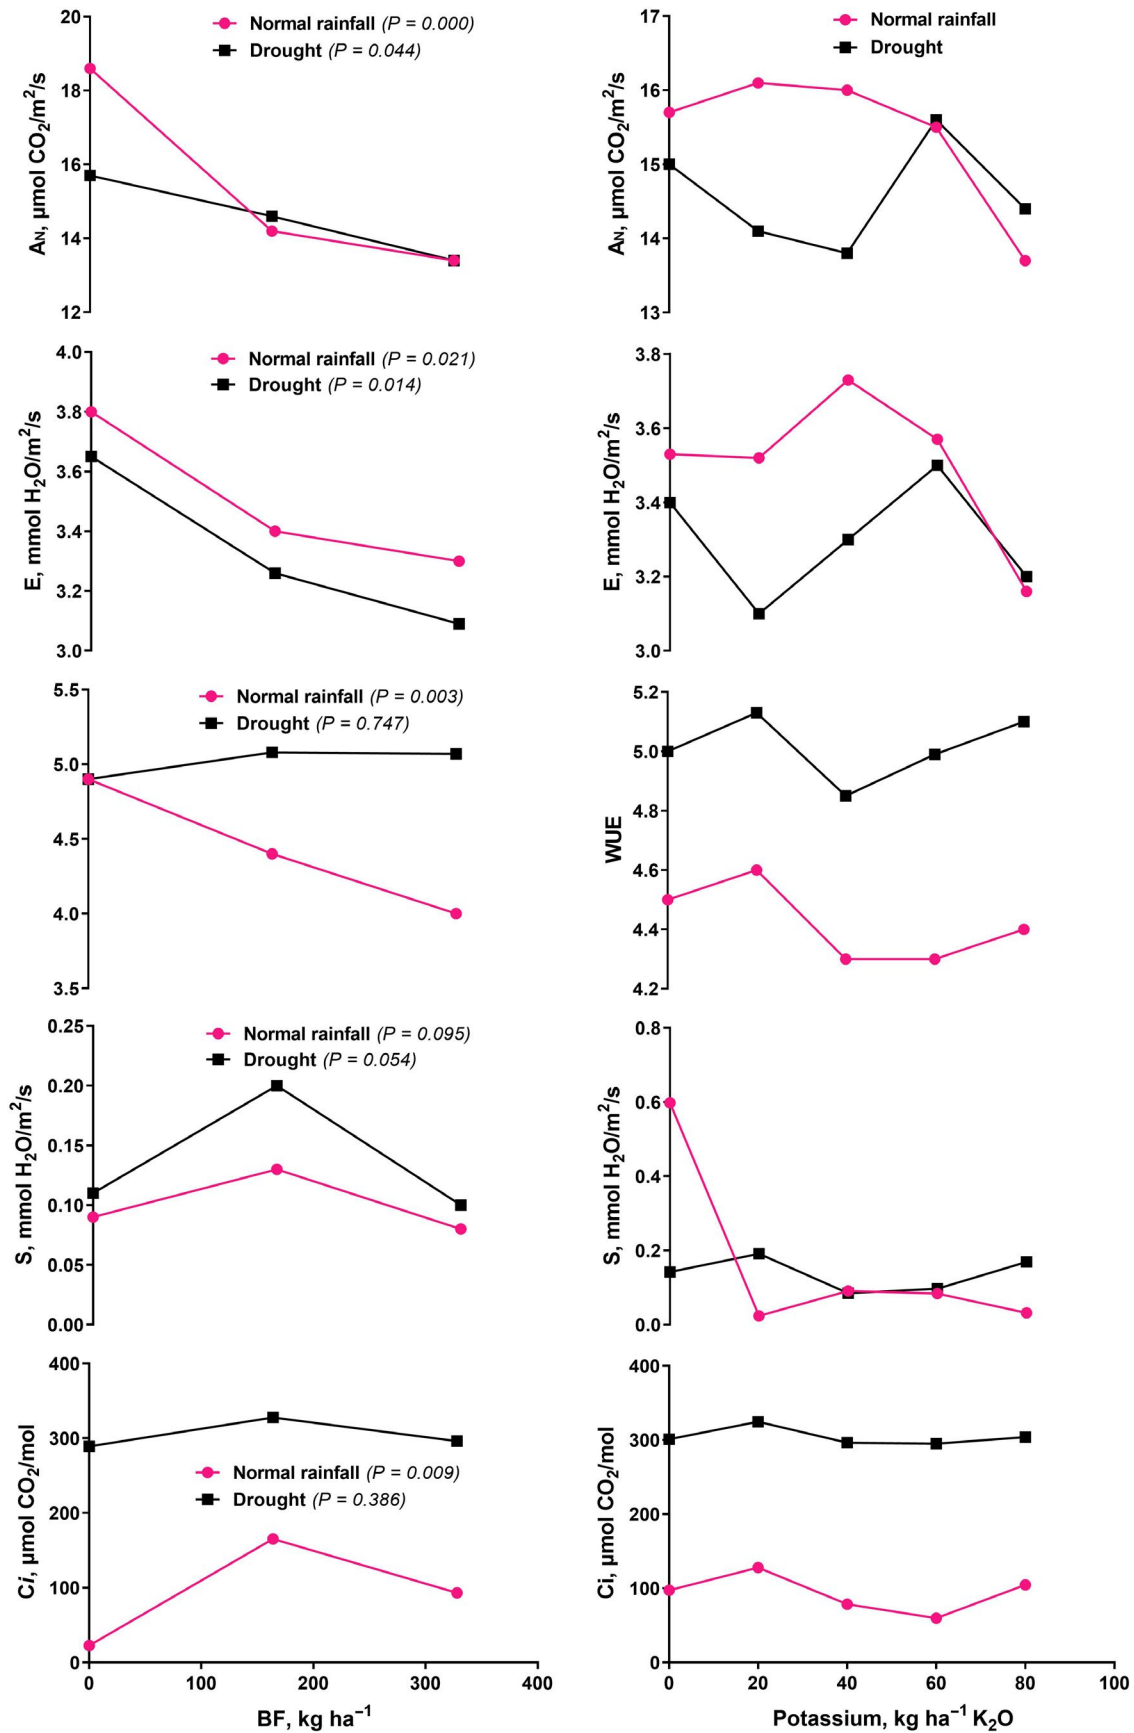 Normal rainfall (P = 0.000)
Drought (P = 0.044)
20
18
16
14
12
AN, µmol CO₂/m²/s
Normal rainfall
Drought
17
16
15
14
13
AN, µmol CO₂/m²/s
Normal rainfall (P = 0.021)
Drought (P = 0.014)
4.0
3.8
3.6
3.4
3.2
3.0
E, mmol H₂O/m²/s
3.8
3.6
3.4
3.2
3.0
E, mmol H₂O/m²/s
Normal rainfall (P = 0.003)
Drought (P = 0.747)
5.5
5.0
4.5
4.0
3.5
5.2
5.0
4.8
4.6
4.4
4.2
WUE
Normal rainfall (P = 0.095)
Drought (P = 0.054)
0.25
0.20
0.15
0.10
0.05
0.00
S, mmol H₂O/m²/s
0.8
0.6
0.4
0.2
0.0
S, mmol H₂O/m²/s
400
300
200
100
0
Ci, µmol CO₂/mol
Normal rainfall (P = 0.009)
Drought (P = 0.386)
0 100 200 300 400
BF, kg ha⁻¹
400
300
200
100
0
Ci, µmol CO₂/mol
0 20 40 60 80 100
Potassium, kg ha⁻¹ K₂O